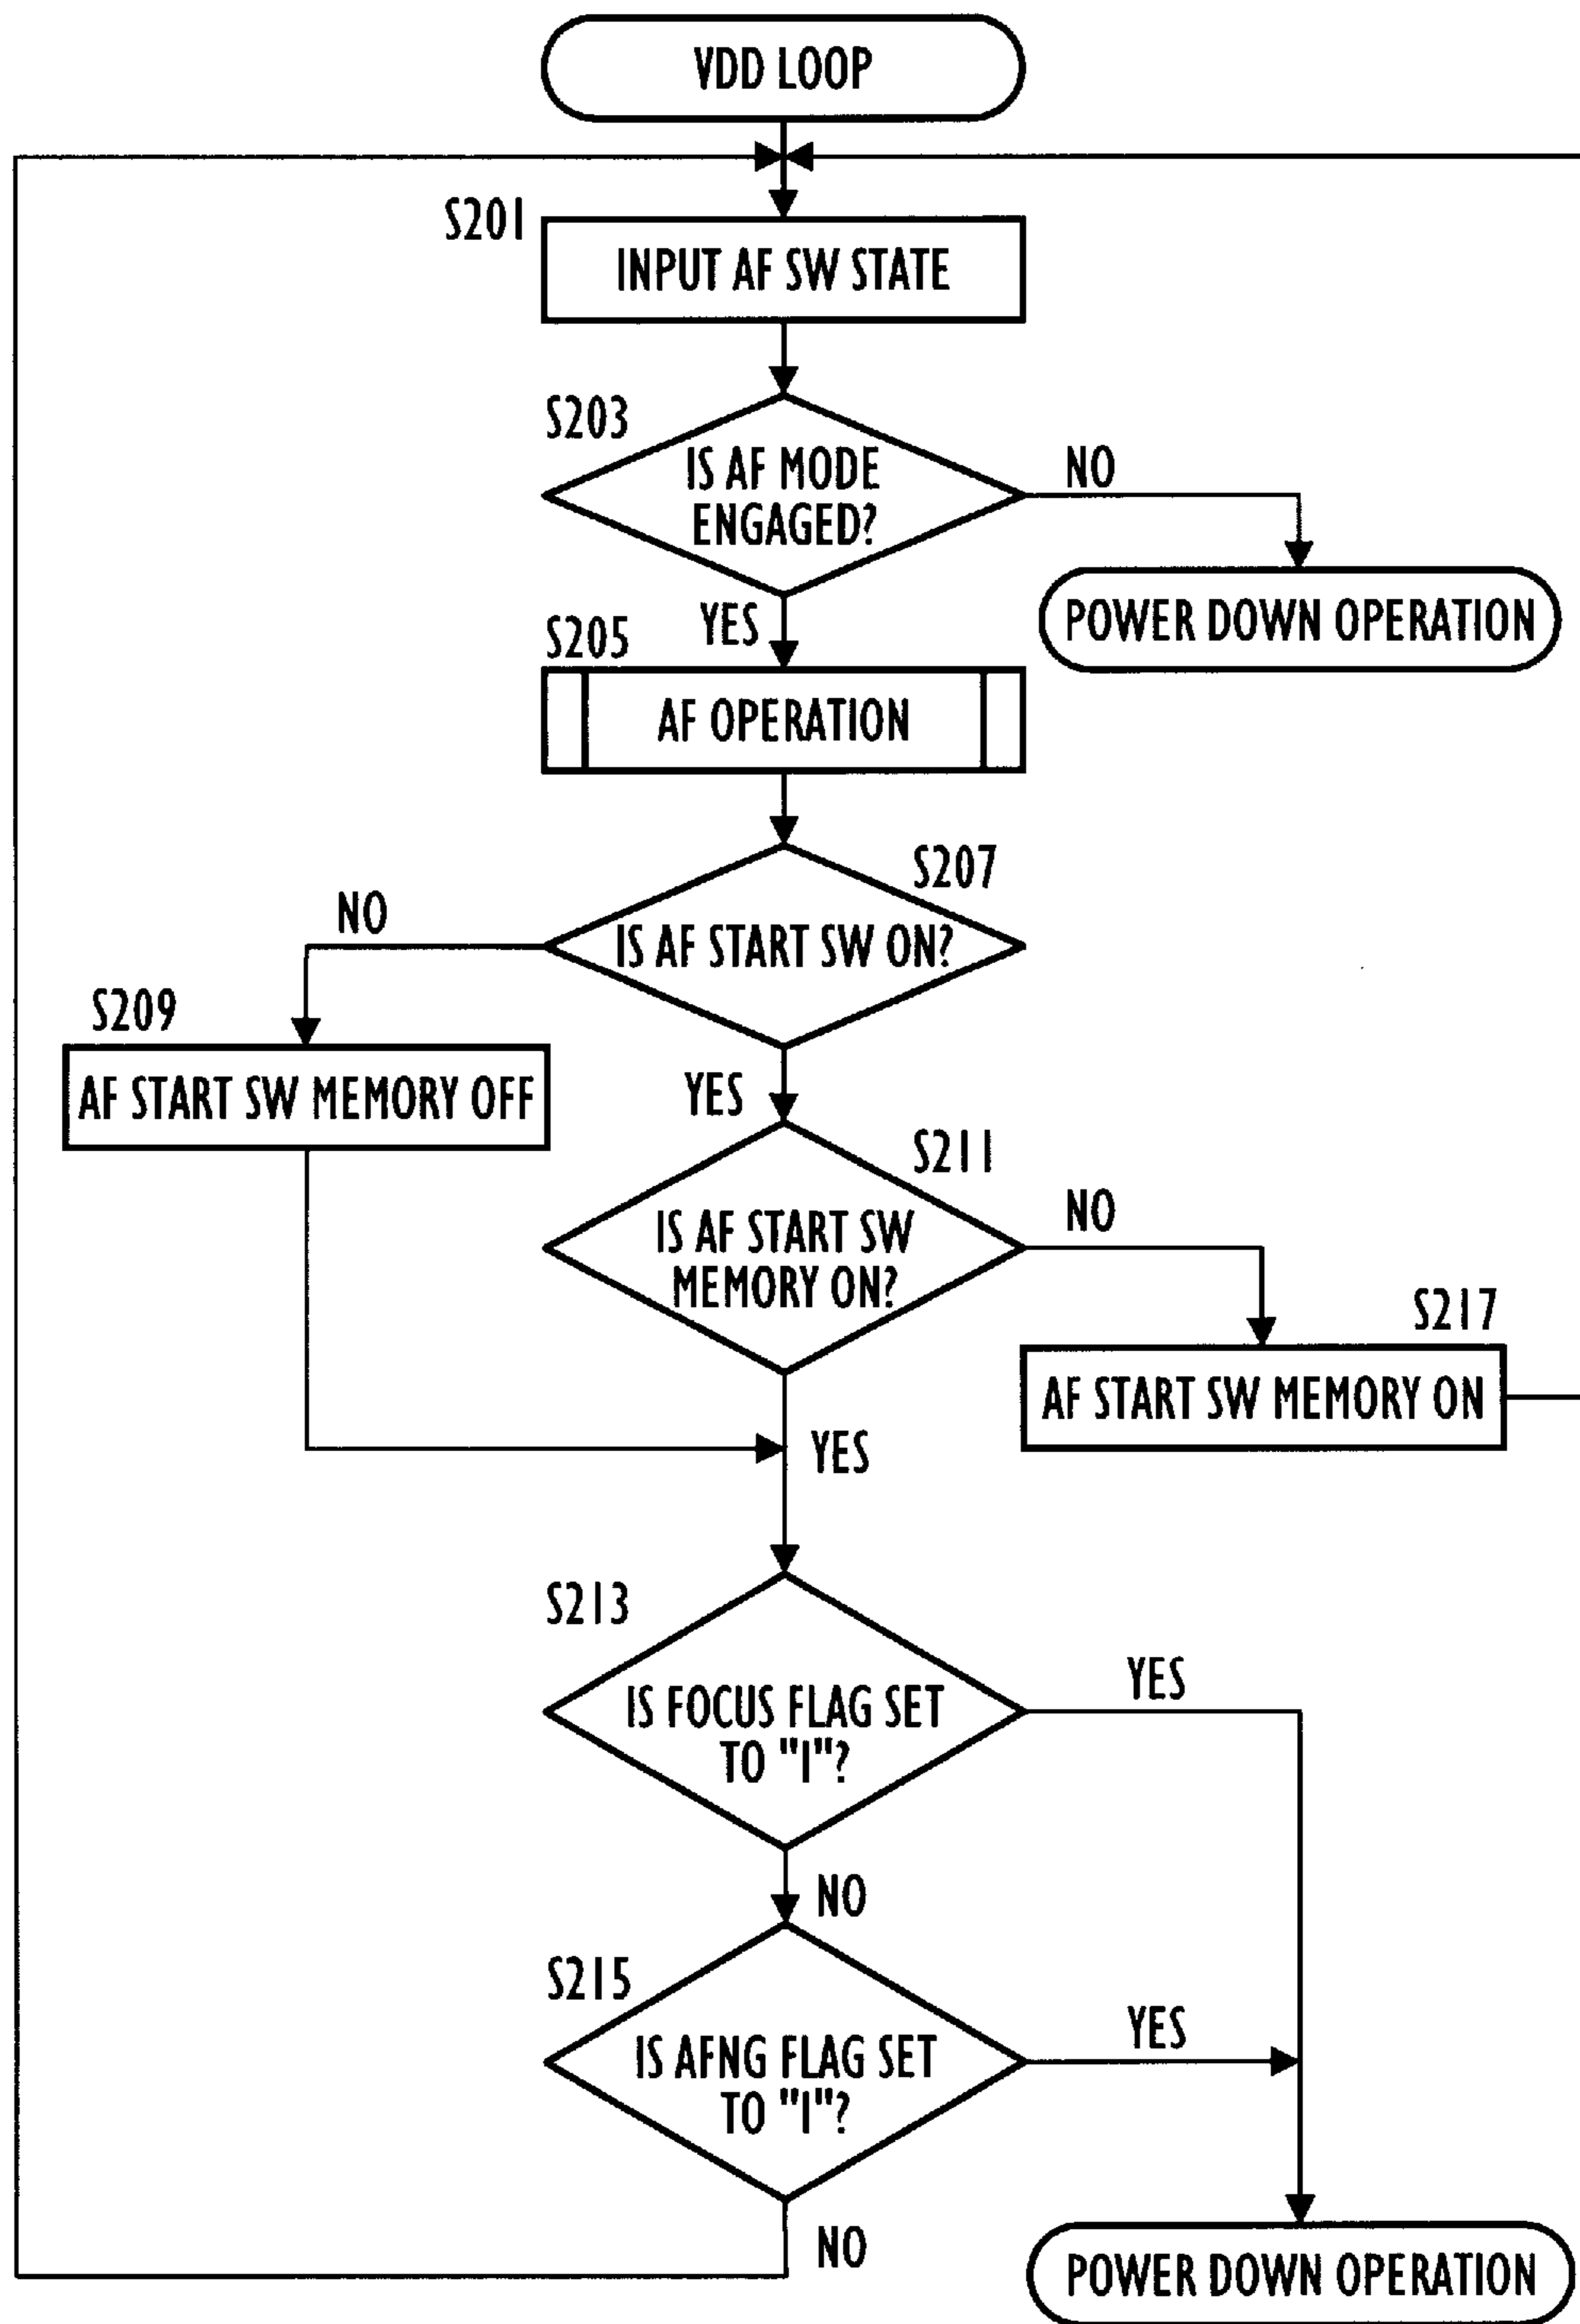 VDD LOOP
S201
INPUT AF SW STATE
S203
IS AF MODE
ENGAGED?
NO
POWER DOWN OPERATION
YES
S205
AF OPERATION
S207
IS AF START SW ON?
NO
S209
AF START SW MEMORY OFF
YES
S211
IS AF START SW
MEMORY ON?
NO
S217
AF START SW MEMORY ON
YES
S213
IS FOCUS FLAG SET
TO "1"?
YES
NO
S215
IS AFNG FLAG SET
TO "1"?
YES
NO
POWER DOWN OPERATION